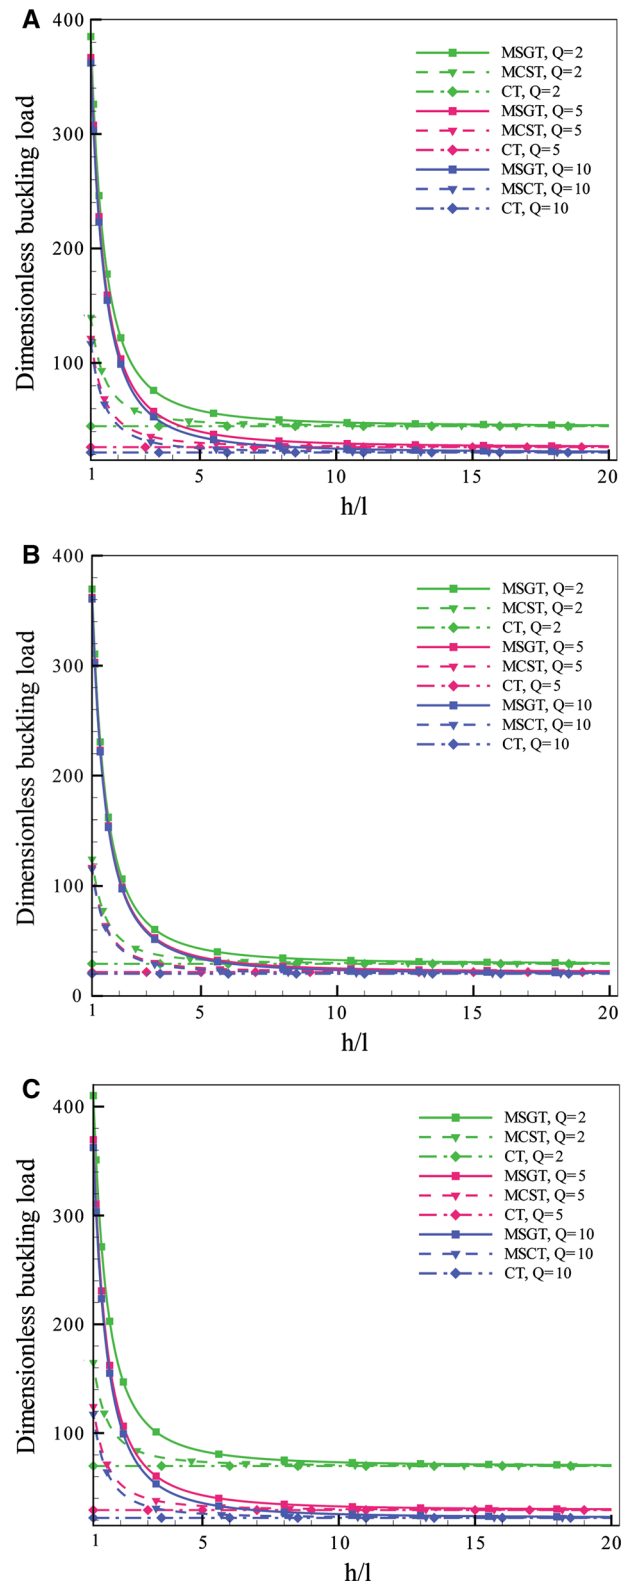 A
400
300
200
100
Dimensionless buckling load
MSGT, Q=2
MCST, Q=2
CT, Q=2
MSGT, Q=5
MCST, Q=5
CT, Q=5
MSGT, Q=10
MSCT, Q=10
CT, Q=10
1 5 10 15 20
h/l
B
400
300
200
100
0
Dimensionless buckling load
MSGT, Q=2
MCST, Q=2
CT, Q=2
MSGT, Q=5
MCST, Q=5
CT, Q=5
MSGT, Q=10
MSCT, Q=10
CT, Q=10
1 5 10 15 20
h/l
C
400
300
200
100
Dimensionless buckling load
MSGT, Q=2
MCST, Q=2
CT, Q=2
MSGT, Q=5
MCST, Q=5
CT, Q=5
MSGT, Q=10
MSCT, Q=10
CT, Q=10
1 5 10 15 20
h/l